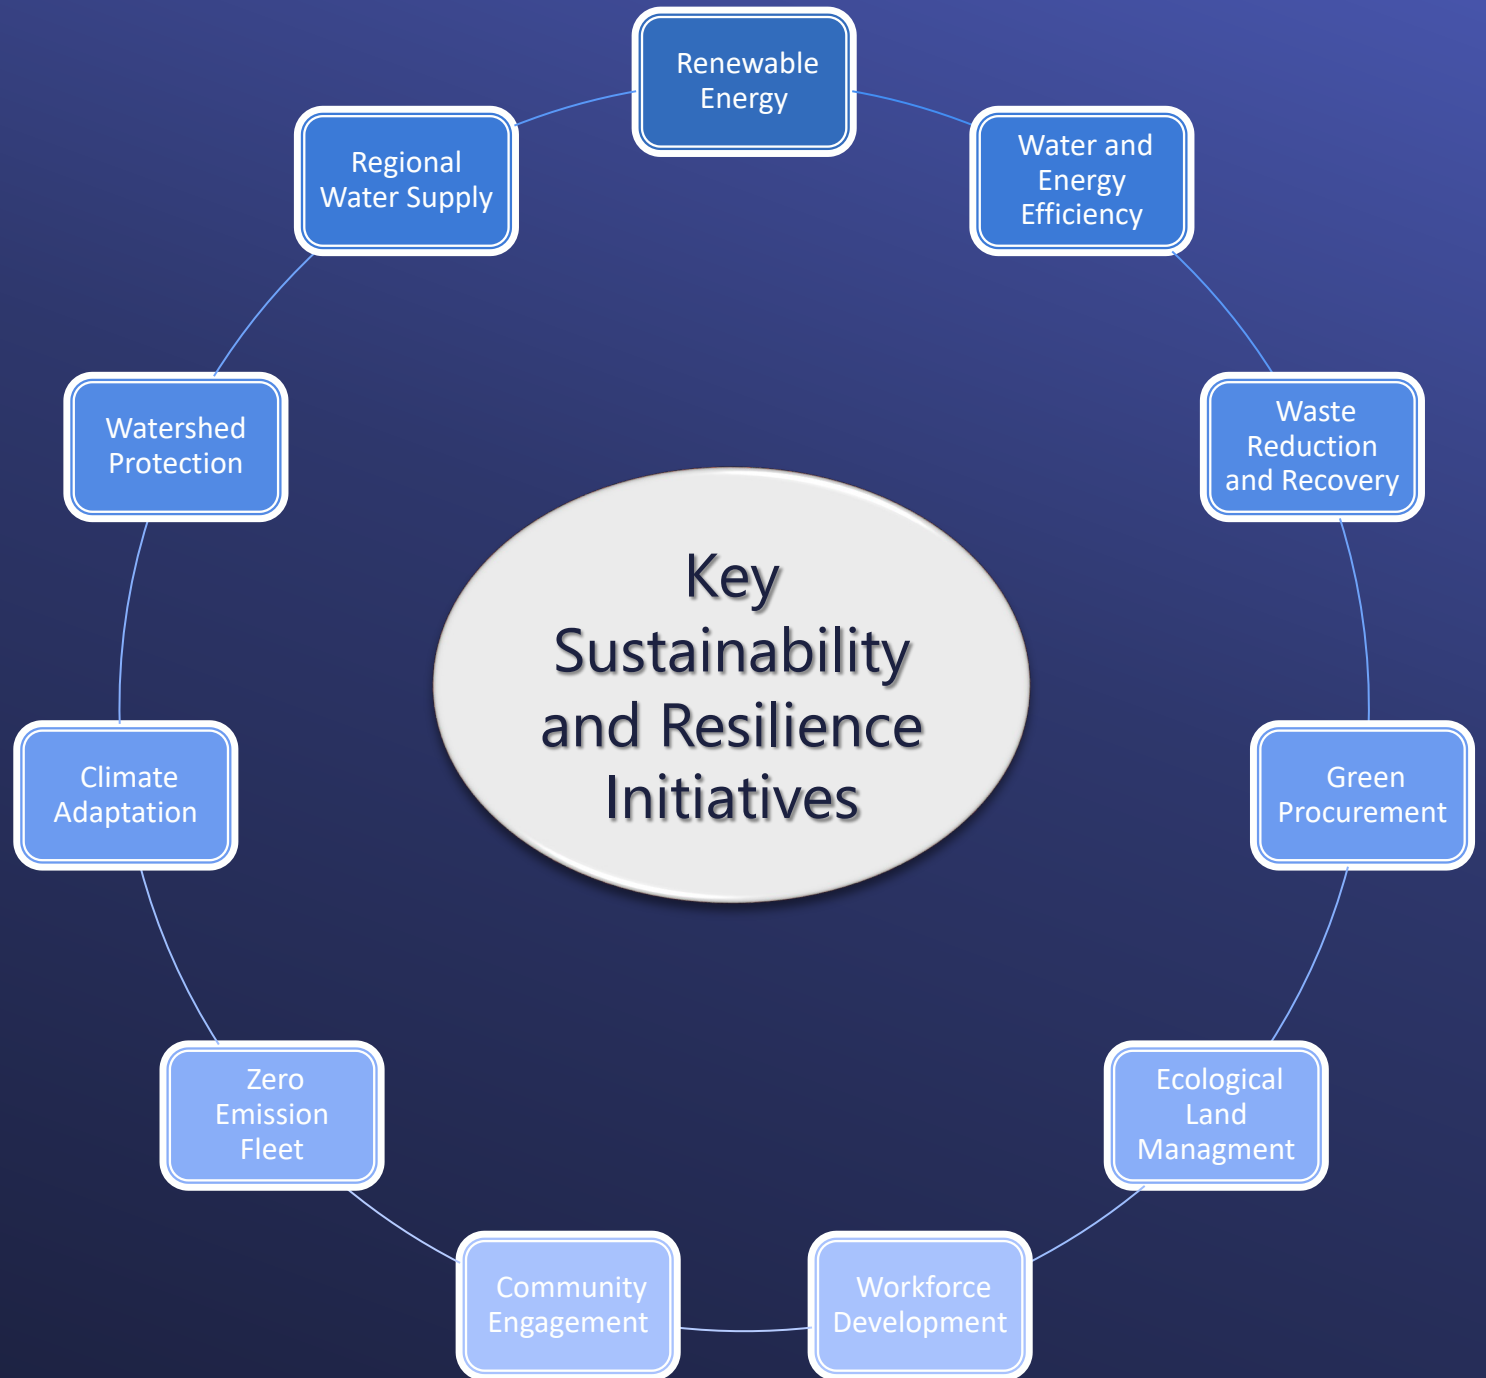 Renewable
Energy
Water and
Energy
Efficiency
Waste
Reduction
and Recovery
Green
Procurement
Ecological
Land
Managment
Workforce
Development
Community
Engagement
Zero
Emission
Fleet
Climate
Adaptation
Watershed
Protection
Regional
Water Supply
Key
Sustainability
and Resilience
Initiatives